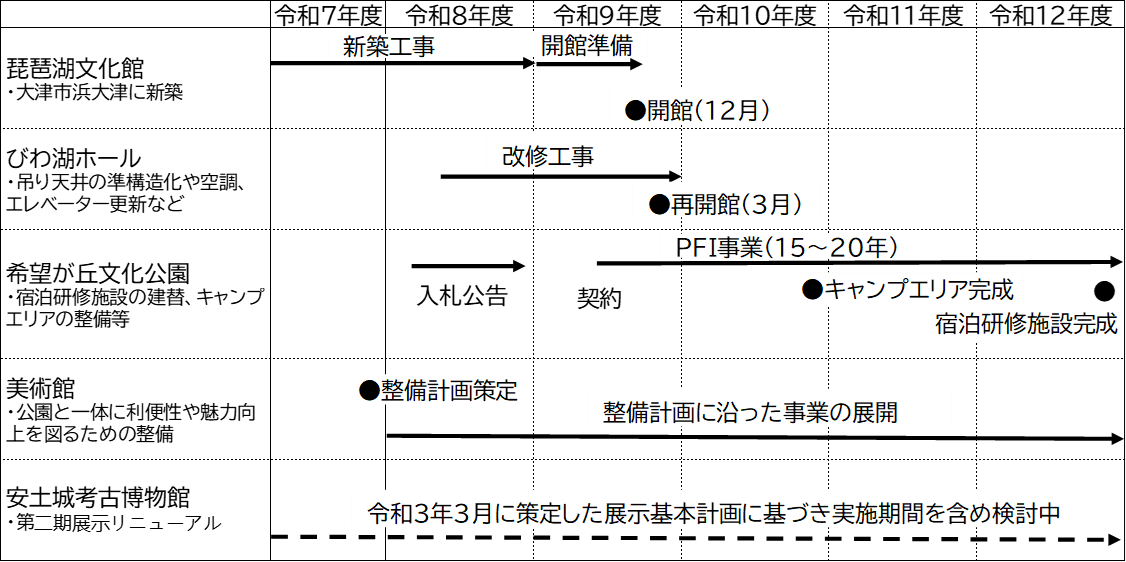 令和7年度 令和8年度 令和9年度 令和10年度 令和11年度 令和12年度
琵琶湖文化館
・大津市浜大津に新築
新築工事
開館準備
●開館(12月)
びわ湖ホール
・吊り天井の準構造化や空調、
エレベーター更新など
改修工事
●再開館(3月)
希望が丘文化公園
・宿泊研修施設の建替、キャンプ
エリアの整備等
入札公告
契約
PFI事業(15~20年)
●キャンプエリア完成
●
宿泊研修施設完成
美術館
・公園と一体に利便性や魅力向
上を図るための整備
●整備計画策定
整備計画に沿った事業の展開
安土城考古博物館
・第二期展示リニューアル
令和3年3月に策定した展示基本計画に基づき実施期間を含め検討中